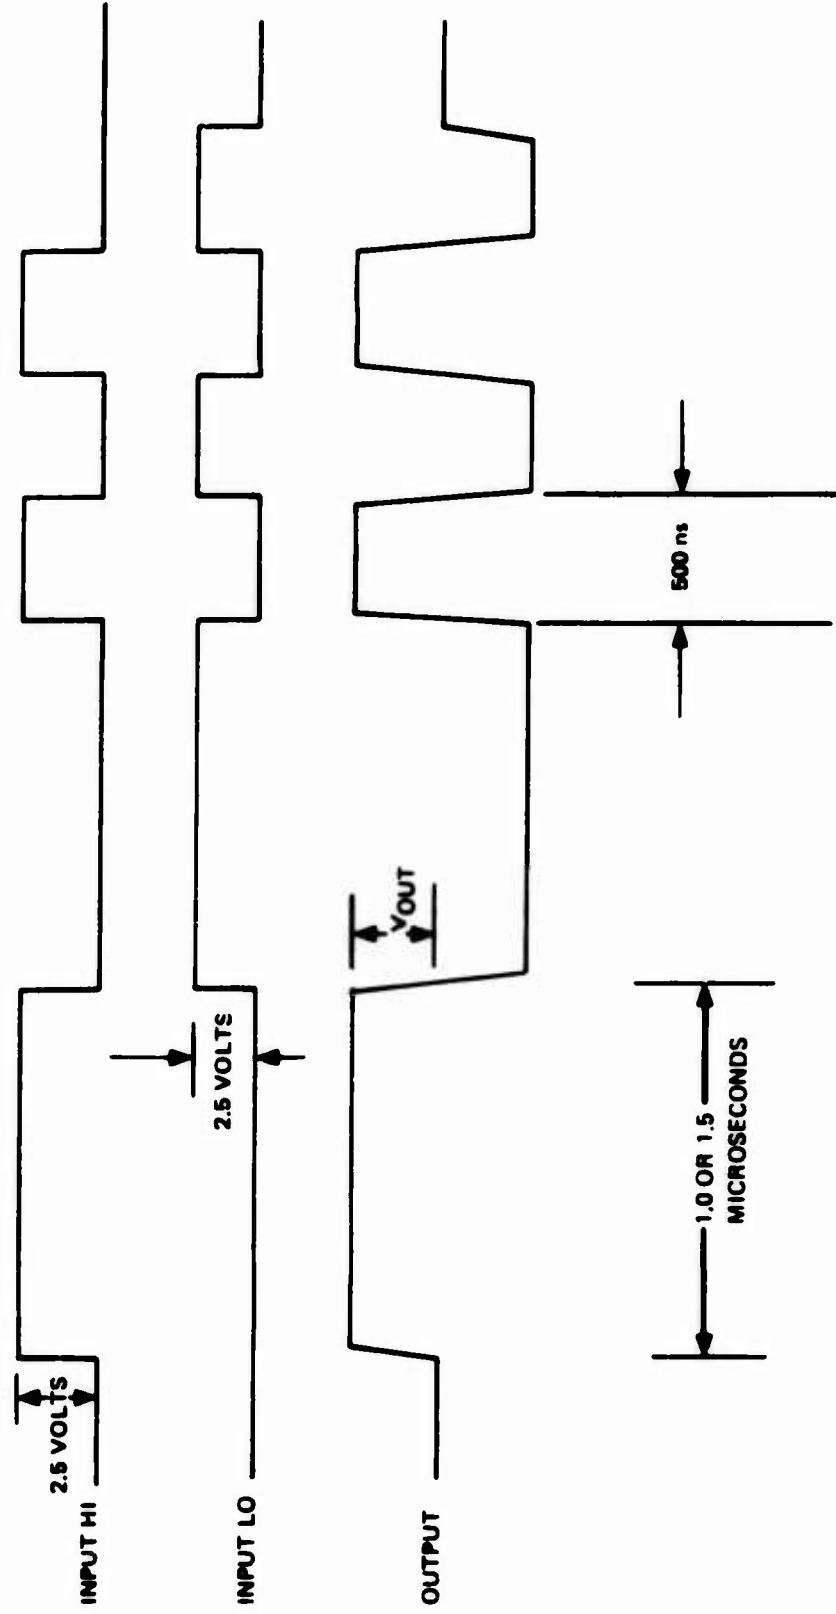 INPUT HI
2.5 VOLTS
INPUT LO
2.5 VOLTS
OUTPUT
VOUT
1.0 OR 1.5
MICROSECONDS
500 ns